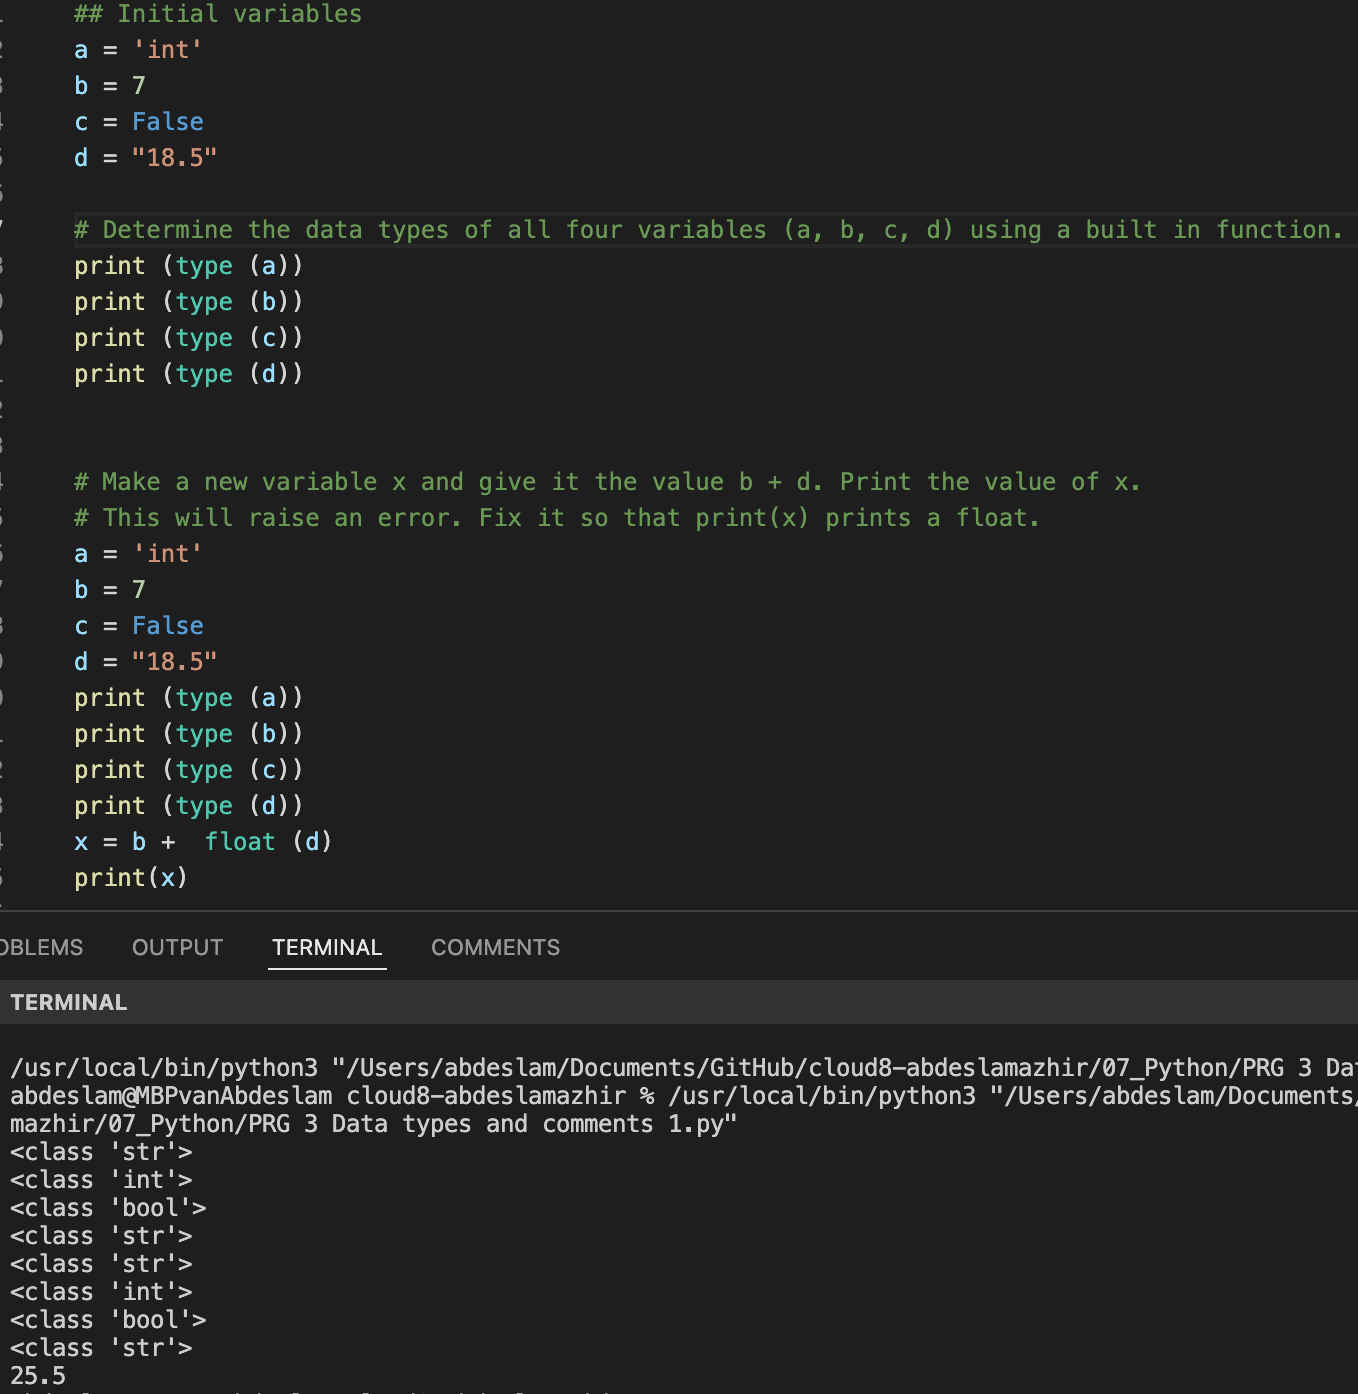 ## Initial variables
a = 'int'
b = 7
c = False
d = "18.5"
# Determine the data types of all four variables (a, b, c, d) using a built in function.
print (type (a))
print (type (b))
print (type (c))
print (type (d))
# Make a new variable x and give it the value b + d. Print the value of x.
# This will raise an error. Fix it so that print(x) prints a float.
a = 'int'
b = 7
c = False
d = "18.5"
print (type (a))
print (type (b))
print (type (c))
print (type (d))
x = b +  float (d)
print(x)
OBLEMS OUTPUT TERMINAL COMMENTS
TERMINAL
/usr/local/bin/python3 "/Users/abdeslam/Documents/GitHub/cloud8-abdeslamazhir/07_Python/PRG 3 Dat
abdeslam@MBPvanAbdeslam cloud8-abdeslamazhir % /usr/local/bin/python3 "/Users/abdeslam/Documents/
mazhir/07_Python/PRG 3 Data types and comments 1.py"
<class 'str'>
<class 'int'>
<class 'bool'>
<class 'str'>
<class 'str'>
<class 'int'>
<class 'bool'>
<class 'str'>
25.5